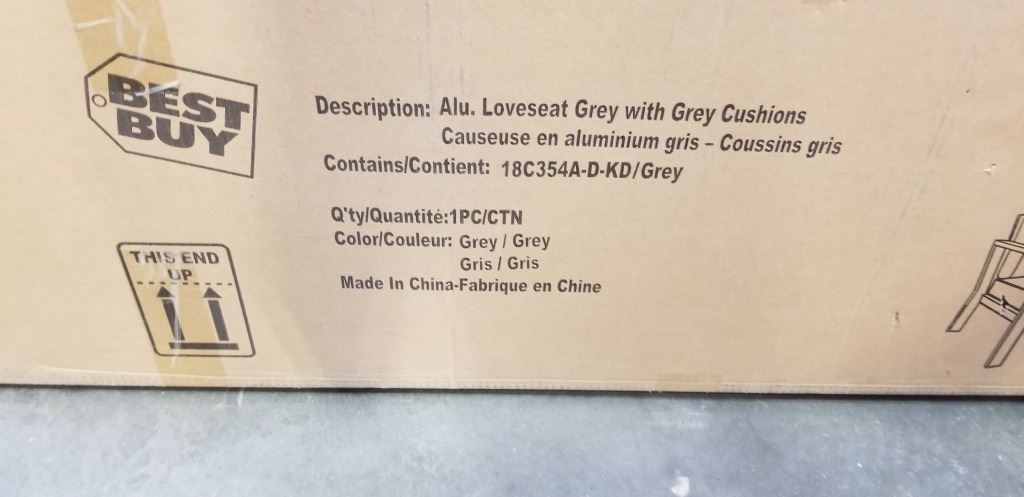 BEST
BUY
Description: Alu. Loveseat Grey with Grey Cushions
Causeuse en aluminium gris – Coussins gris
Contains/Contient: 18C354A-D-KD/Grey
Q'ty/Quantité:1PC/CTN
Color/Couleur: Grey / Grey
Gris / Gris
Made In China-Fabrique en Chine
THIS END
UP